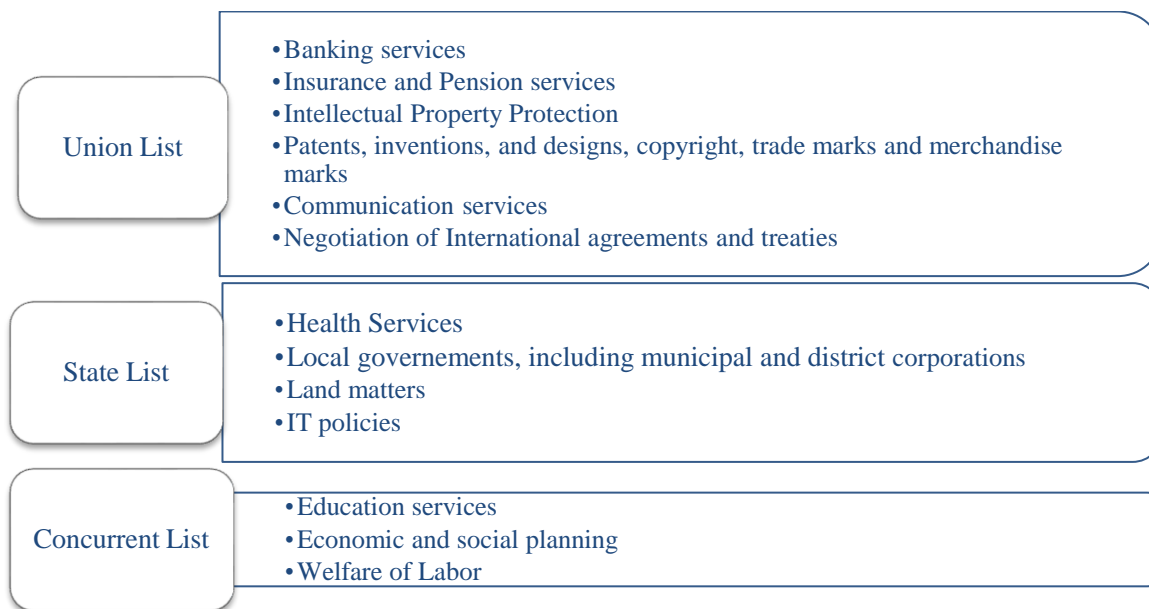 Union List
•Banking services
•Insurance and Pension services
•Intellectual Property Protection
•Patents, inventions, and designs, copyright, trade marks and merchandise
marks
•Communication services
•Negotiation of International agreements and treaties
State List
•Health Services
•Local governements, including municipal and district corporations
•Land matters
•IT policies
Concurrent List
•Education services
•Economic and social planning
•Welfare of Labor